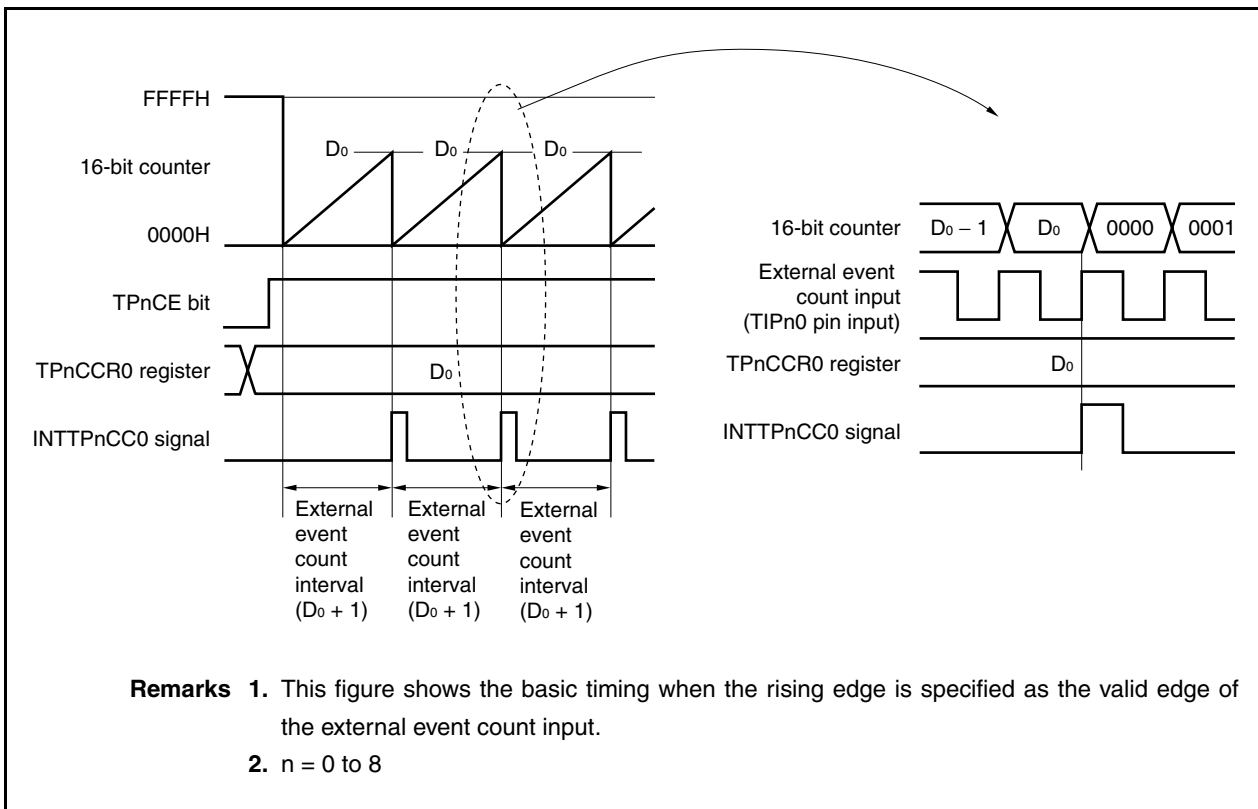 FFFFH
16-bit counter
0000H
D0 D0 D0
TPnCE bit
TPnCCR0 register
D0
INTTPnCC0 signal
External event count interval (D0 + 1)
External event count interval (D0 + 1)
External event count interval (D0 + 1)
16-bit counter
D0 − 1 D0 0000 0001
External event
count input
(TIPn0 pin input)
TPnCCR0 register
D0
INTTPnCC0 signal
Remarks 1. This figure shows the basic timing when the rising edge is specified as the valid edge of
the external event count input.
2. n = 0 to 8